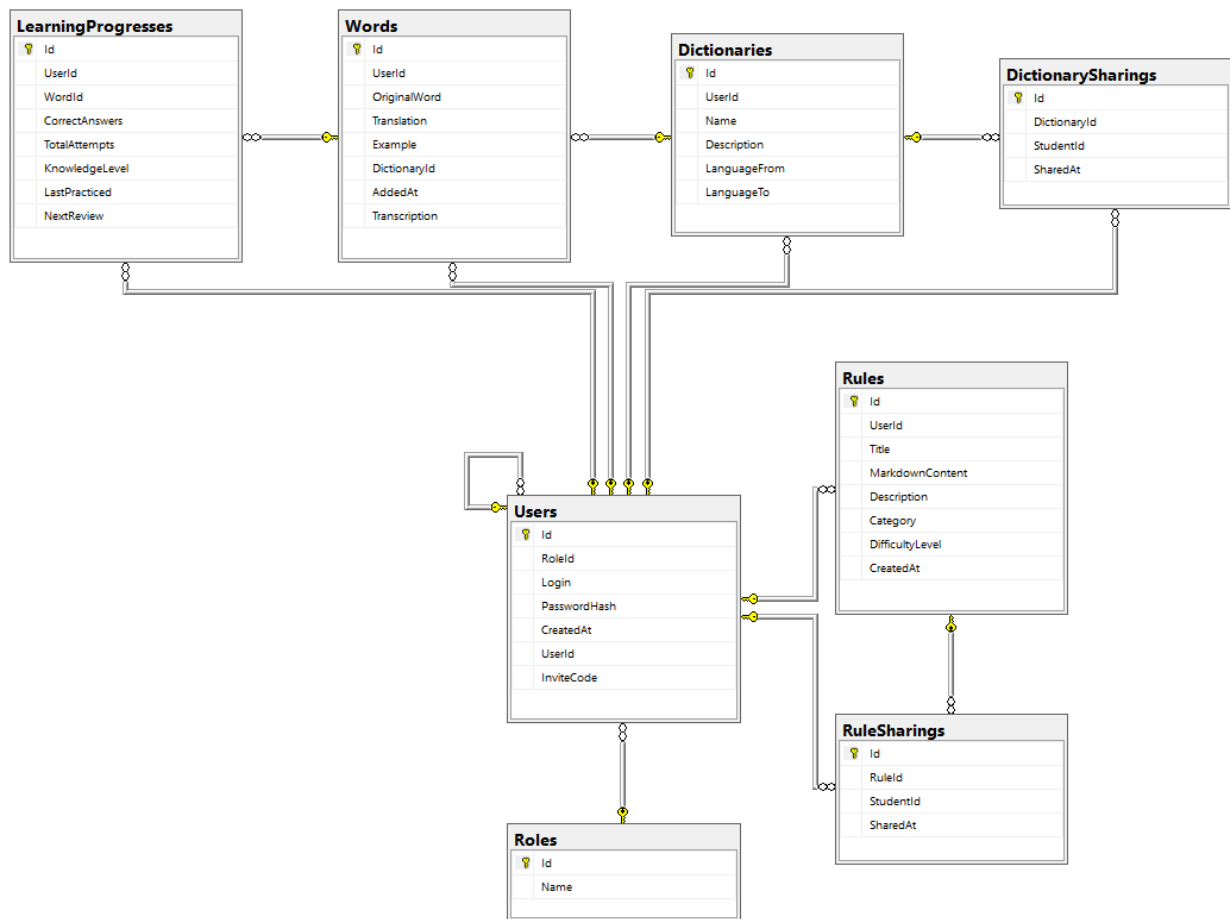 LearningProgresses
Id
UserId
WordId
CorrectAnswers
TotalAttempts
KnowledgeLevel
LastPracticed
NextReview
Words
Id
UserId
OriginalWord
Translation
Example
DictionaryId
AddedAt
Transcription
Dictionaries
Id
UserId
Name
Description
LanguageFrom
LanguageTo
DictionarySharings
Id
DictionaryId
StudentId
SharedAt
Rules
Id
UserId
Title
MarkdownContent
Description
Category
DifficultyLevel
CreatedAt
Users
Id
RoleId
Login
PasswordHash
CreatedAt
UserId
InviteCode
RuleSharings
Id
RuleId
StudentId
SharedAt
Roles
Id
Name